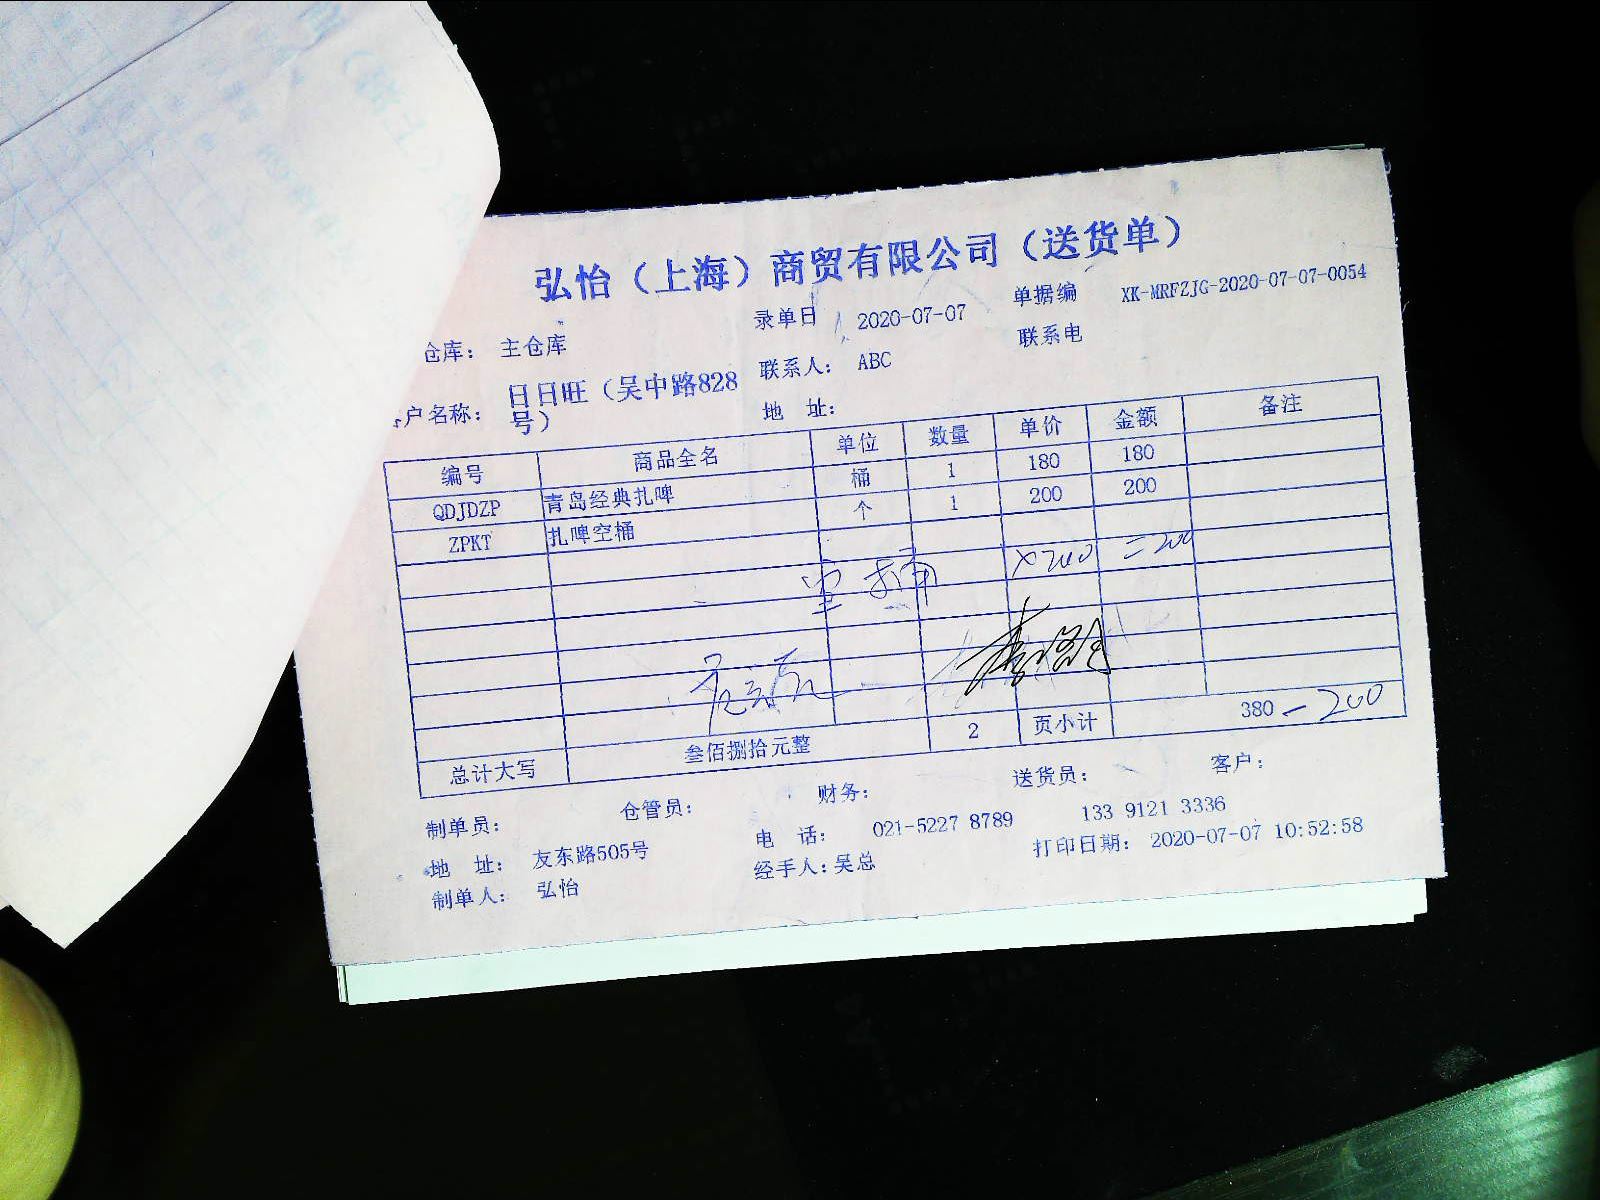 弘怡（上海）商贸有限公司（送货单）
仓库： 主仓库 录单日 2020-07-07 单据编 XK-MRFZJG-2020-07-07-0054
户名称： 日日旺（吴中路828号） 联系人： ABC 联系电
地 址：
编号 商品全名 单位 数量 单价 金额 备注
QDJDZP 青岛经典扎啤 桶 1 180 180
ZPKT 扎啤空桶 个 1 200 200
×200 =200
总计大写 叁佰捌拾元整 2 页小计 380 -200
制单员： 仓管员： 财务： 送货员： 客户：
地 址： 友东路505号 电 话： 021-5227 8789 133 9121 3336
制单人： 弘怡 经手人：吴总 打印日期： 2020-07-07 10:52:58